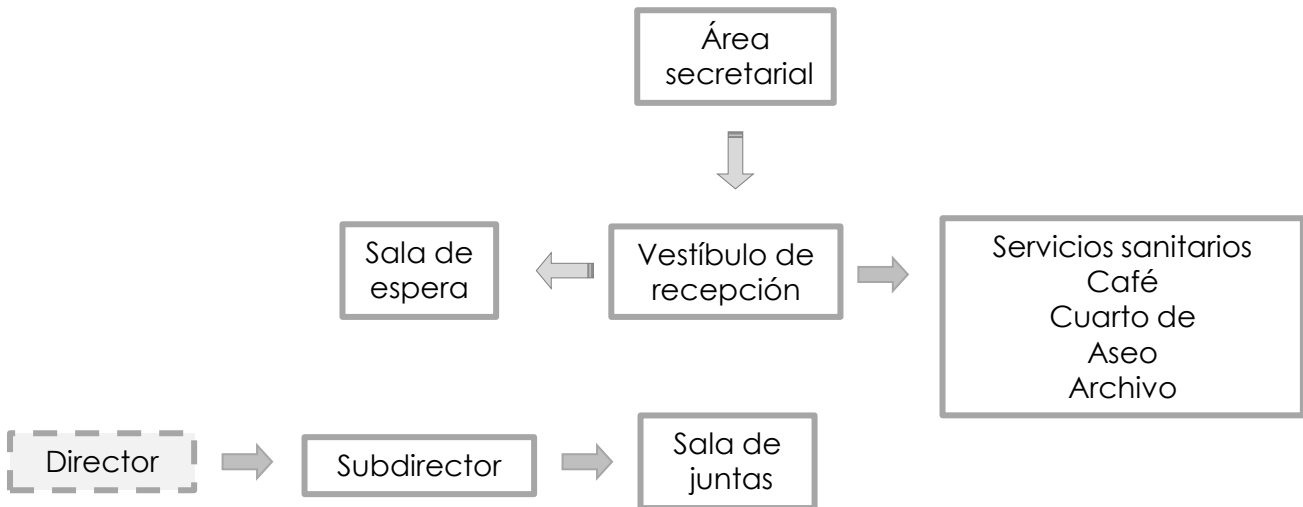 Área
secretarial
Sala de
espera
Vestíbulo de
recepción
Servicios sanitarios
Café
Cuarto de
Aseo
Archivo
Director
Subdirector
Sala de
juntas